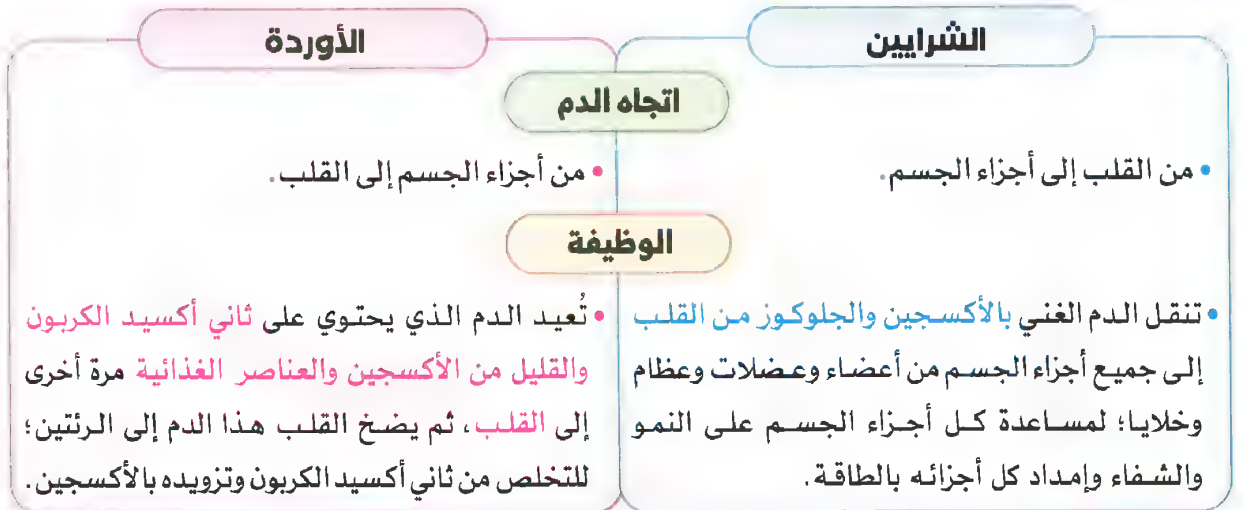 الشرايين
الأوردة
اتجاه الدم
• من القلب إلى أجزاء الجسم.
• من أجزاء الجسم إلى القلب.
الوظيفة
• تنقل الدم الغني بالأكسجين والجلوكوز من القلب
إلى جميع أجزاء الجسم من أعضاء وعضلات وعظام
وخلايا؛ لمساعدة كل أجزاء الجسم على النمو
والشفاء وإمداد كل أجزائه بالطاقة.
• تُعيد الدم الذي يحتوي على ثاني أكسيد الكربون
والقليل من الأكسجين والعناصر الغذائية مرة أخرى
إلى القلب، ثم يضخ القلب هذا الدم إلى الرئتين؛
للتخلص من ثاني أكسيد الكربون وتزويده بالأكسجين.